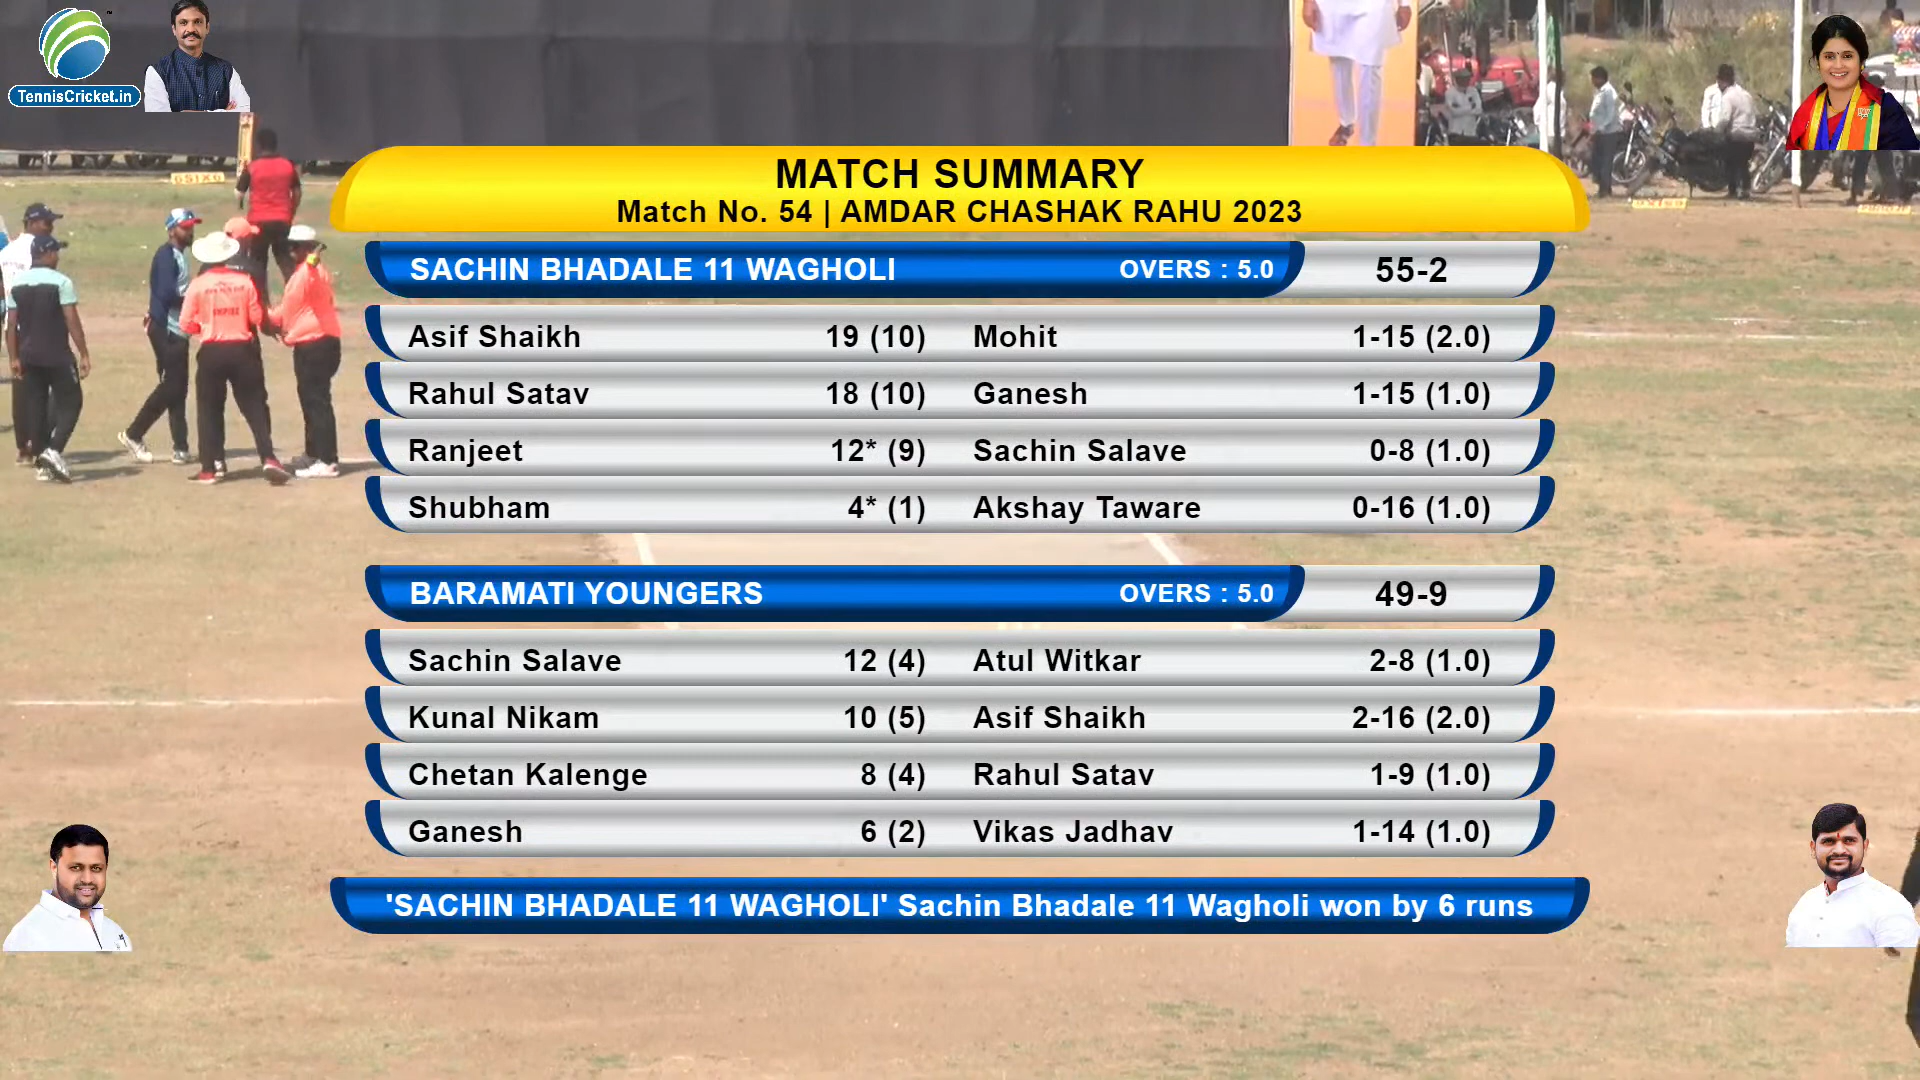 TennisCricket.in
MATCH SUMMARY
Match No. 54 | AMDAR CHASHAK RAHU 2023
SACHIN BHADALE 11 WAGHOLI OVERS : 5.0 55-2
Asif Shaikh 19 (10) Mohit 1-15 (2.0)
Rahul Satav 18 (10) Ganesh 1-15 (1.0)
Ranjeet 12* (9) Sachin Salave 0-8 (1.0)
Shubham 4* (1) Akshay Taware 0-16 (1.0)
BARAMATI YOUNGERS OVERS : 5.0 49-9
Sachin Salave 12 (4) Atul Witkar 2-8 (1.0)
Kunal Nikam 10 (5) Asif Shaikh 2-16 (2.0)
Chetan Kalenge 8 (4) Rahul Satav 1-9 (1.0)
Ganesh 6 (2) Vikas Jadhav 1-14 (1.0)
'SACHIN BHADALE 11 WAGHOLI' Sachin Bhadale 11 Wagholi won by 6 runs